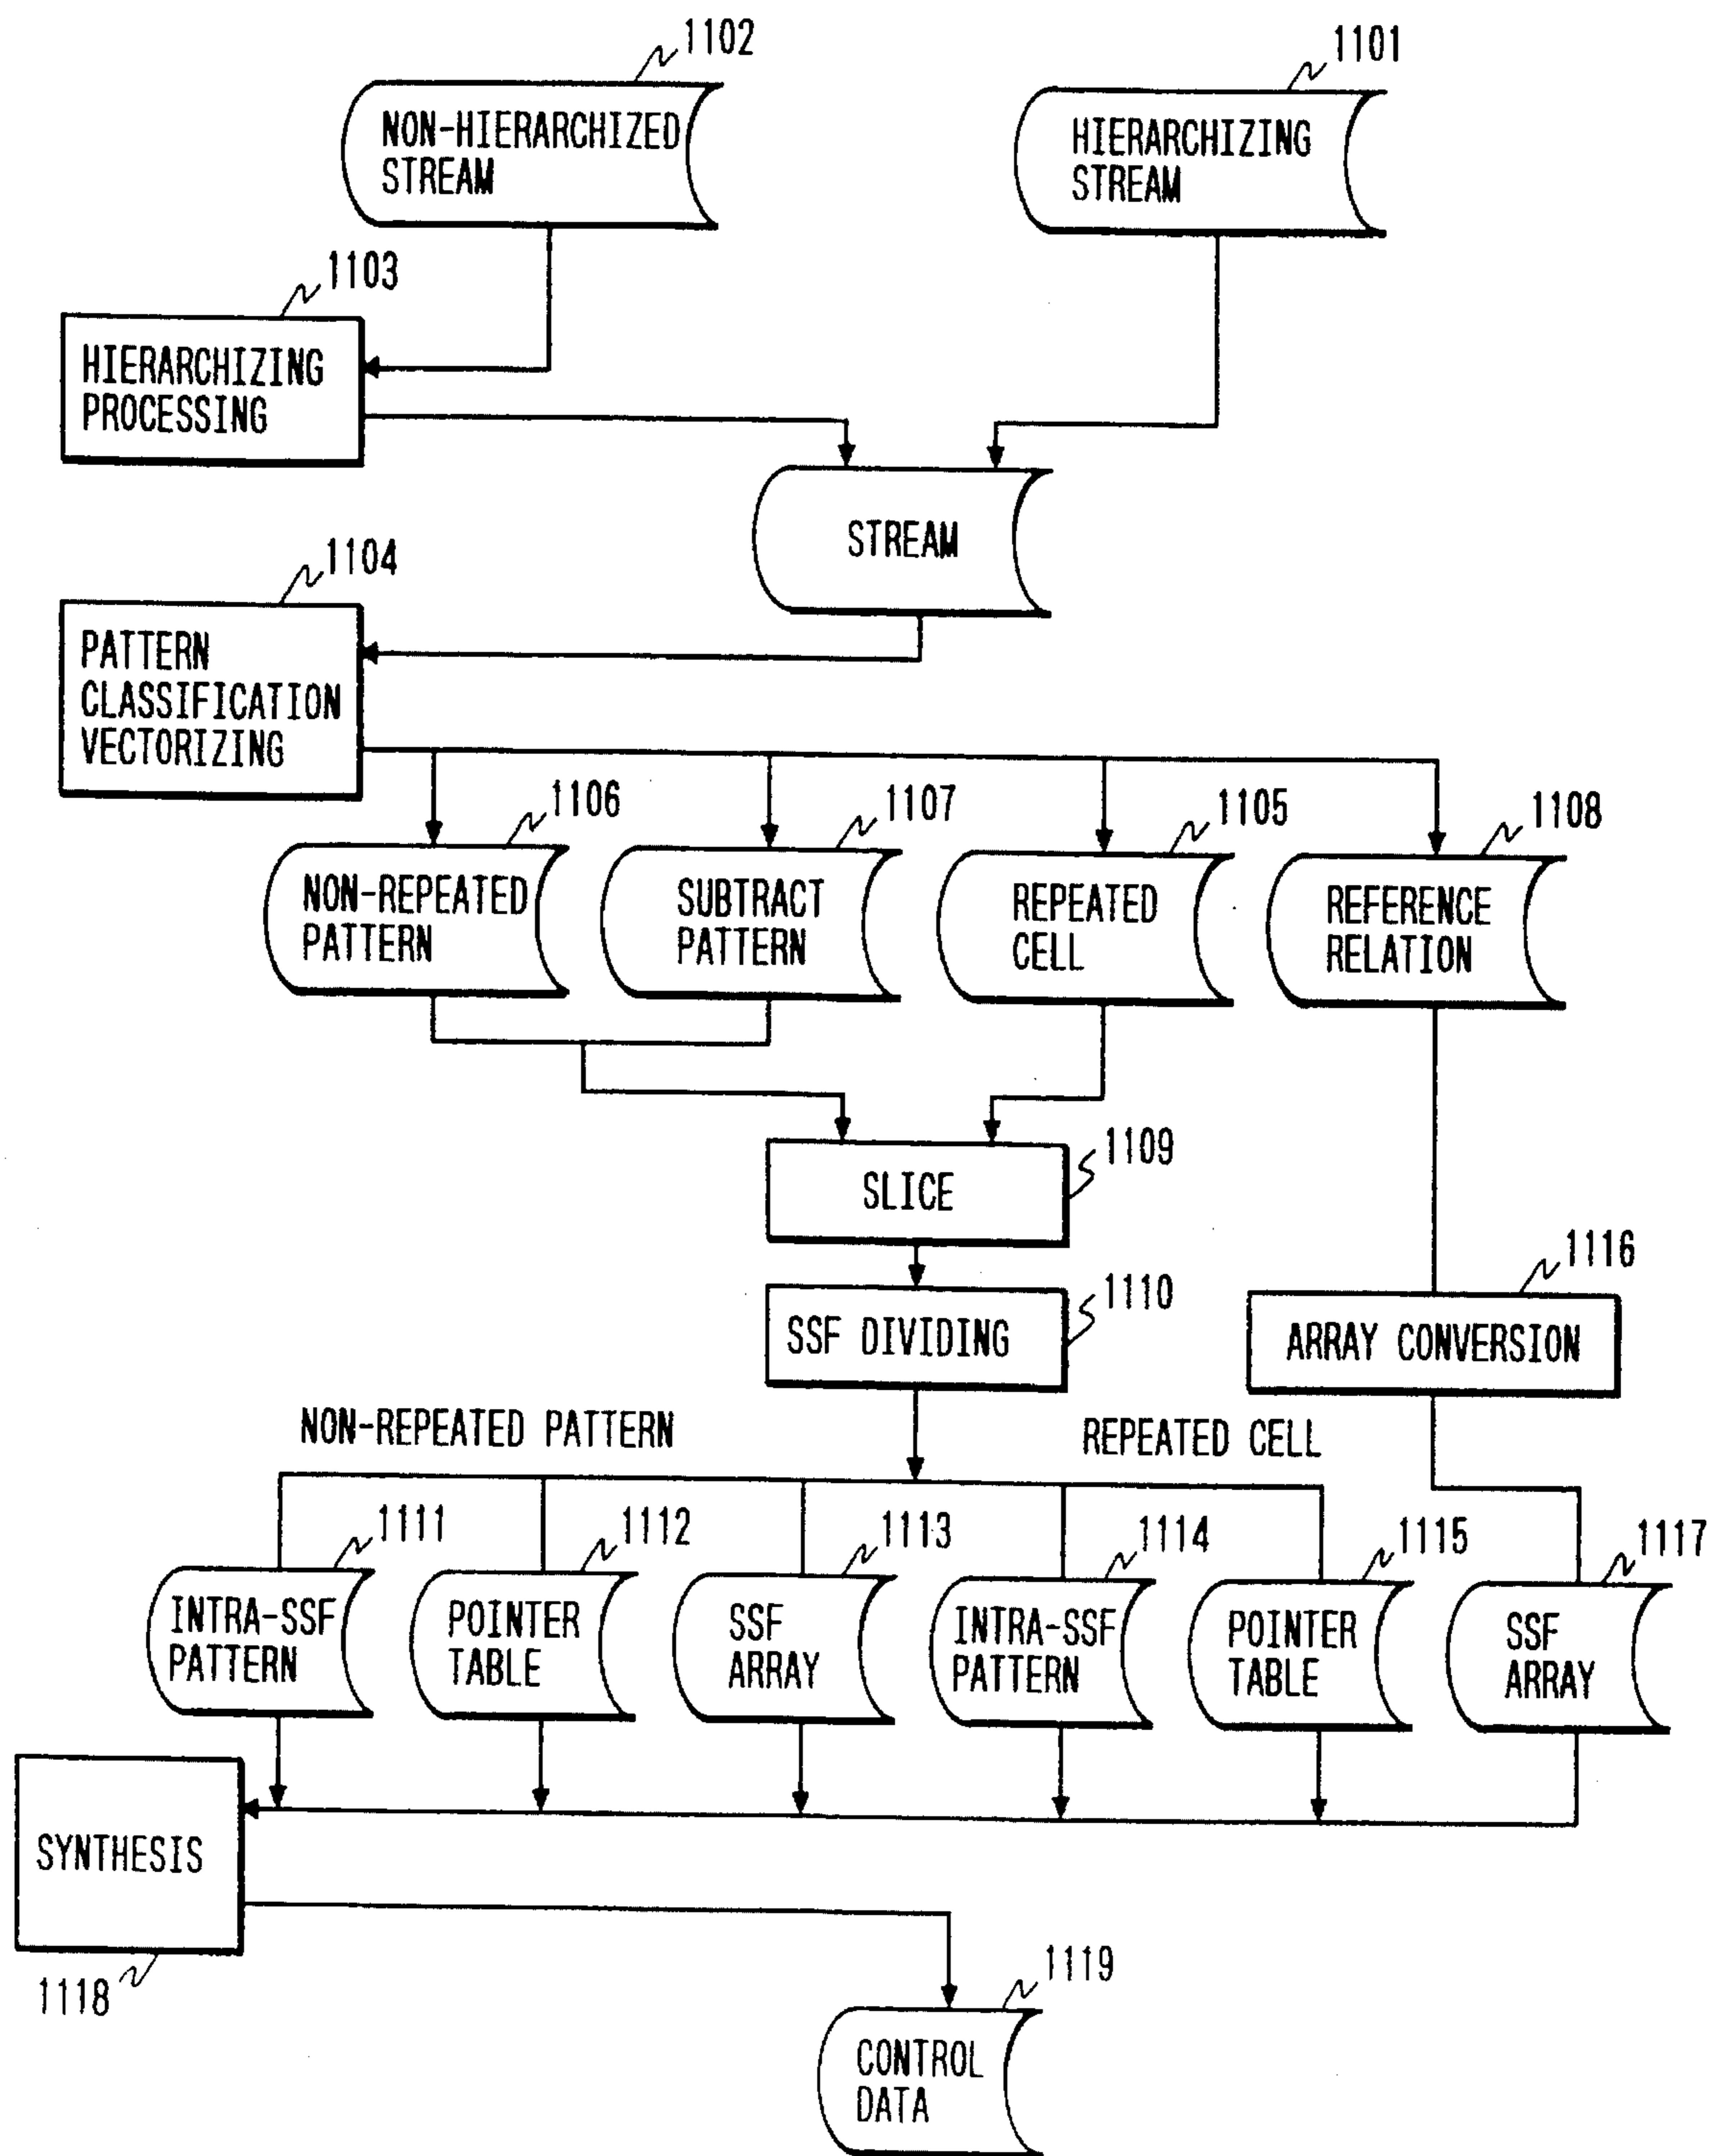 1102
1101
NON-HIERARCHIZED
STREAM
HIERARCHIZING
STREAM
1103
HIERARCHIZING
PROCESSING
STREAM
1104
PATTERN
CLASSIFICATION
VECTORIZING
1106
1107
1105
1108
NON-REPEATED
PATTERN
SUBTRACT
PATTERN
REPEATED
CELL
REFERENCE
RELATION
1109
SLICE
1110
SSF DIVIDING
1116
ARRAY CONVERSION
NON-REPEATED PATTERN
REPEATED CELL
1111
1112
1113
1114
1115
1117
INTRA-SSF
PATTERN
POINTER
TABLE
SSF
ARRAY
INTRA-SSF
PATTERN
POINTER
TABLE
SSF
ARRAY
SYNTHESIS
1118
1119
CONTROL
DATA